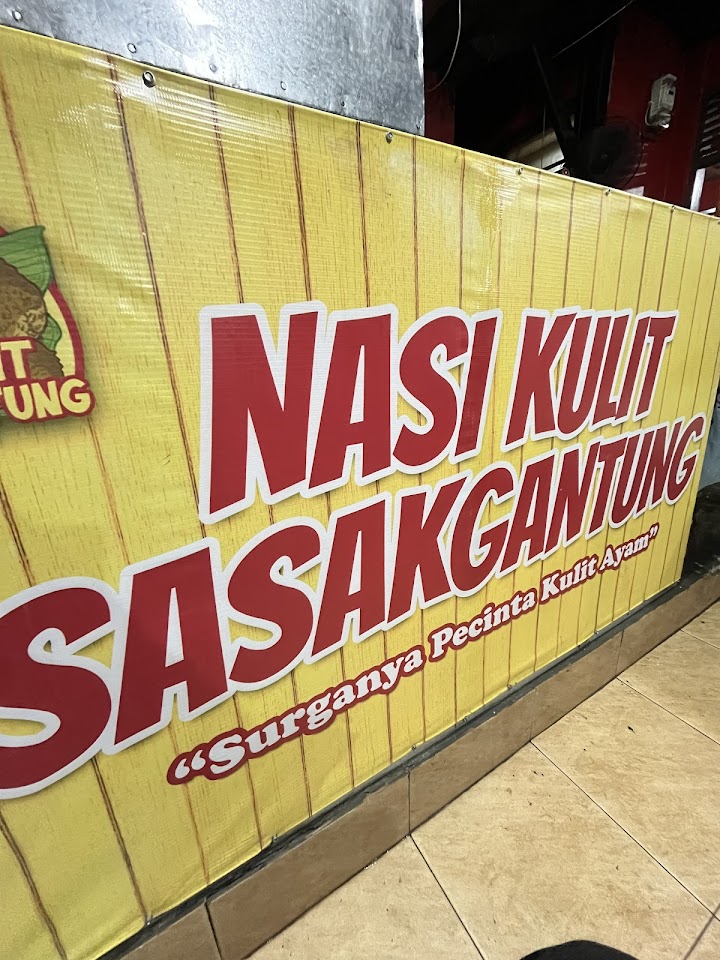 NASI KULIT
SASAKGANTUNG
“Surganya Pecinta Kulit Ayam”